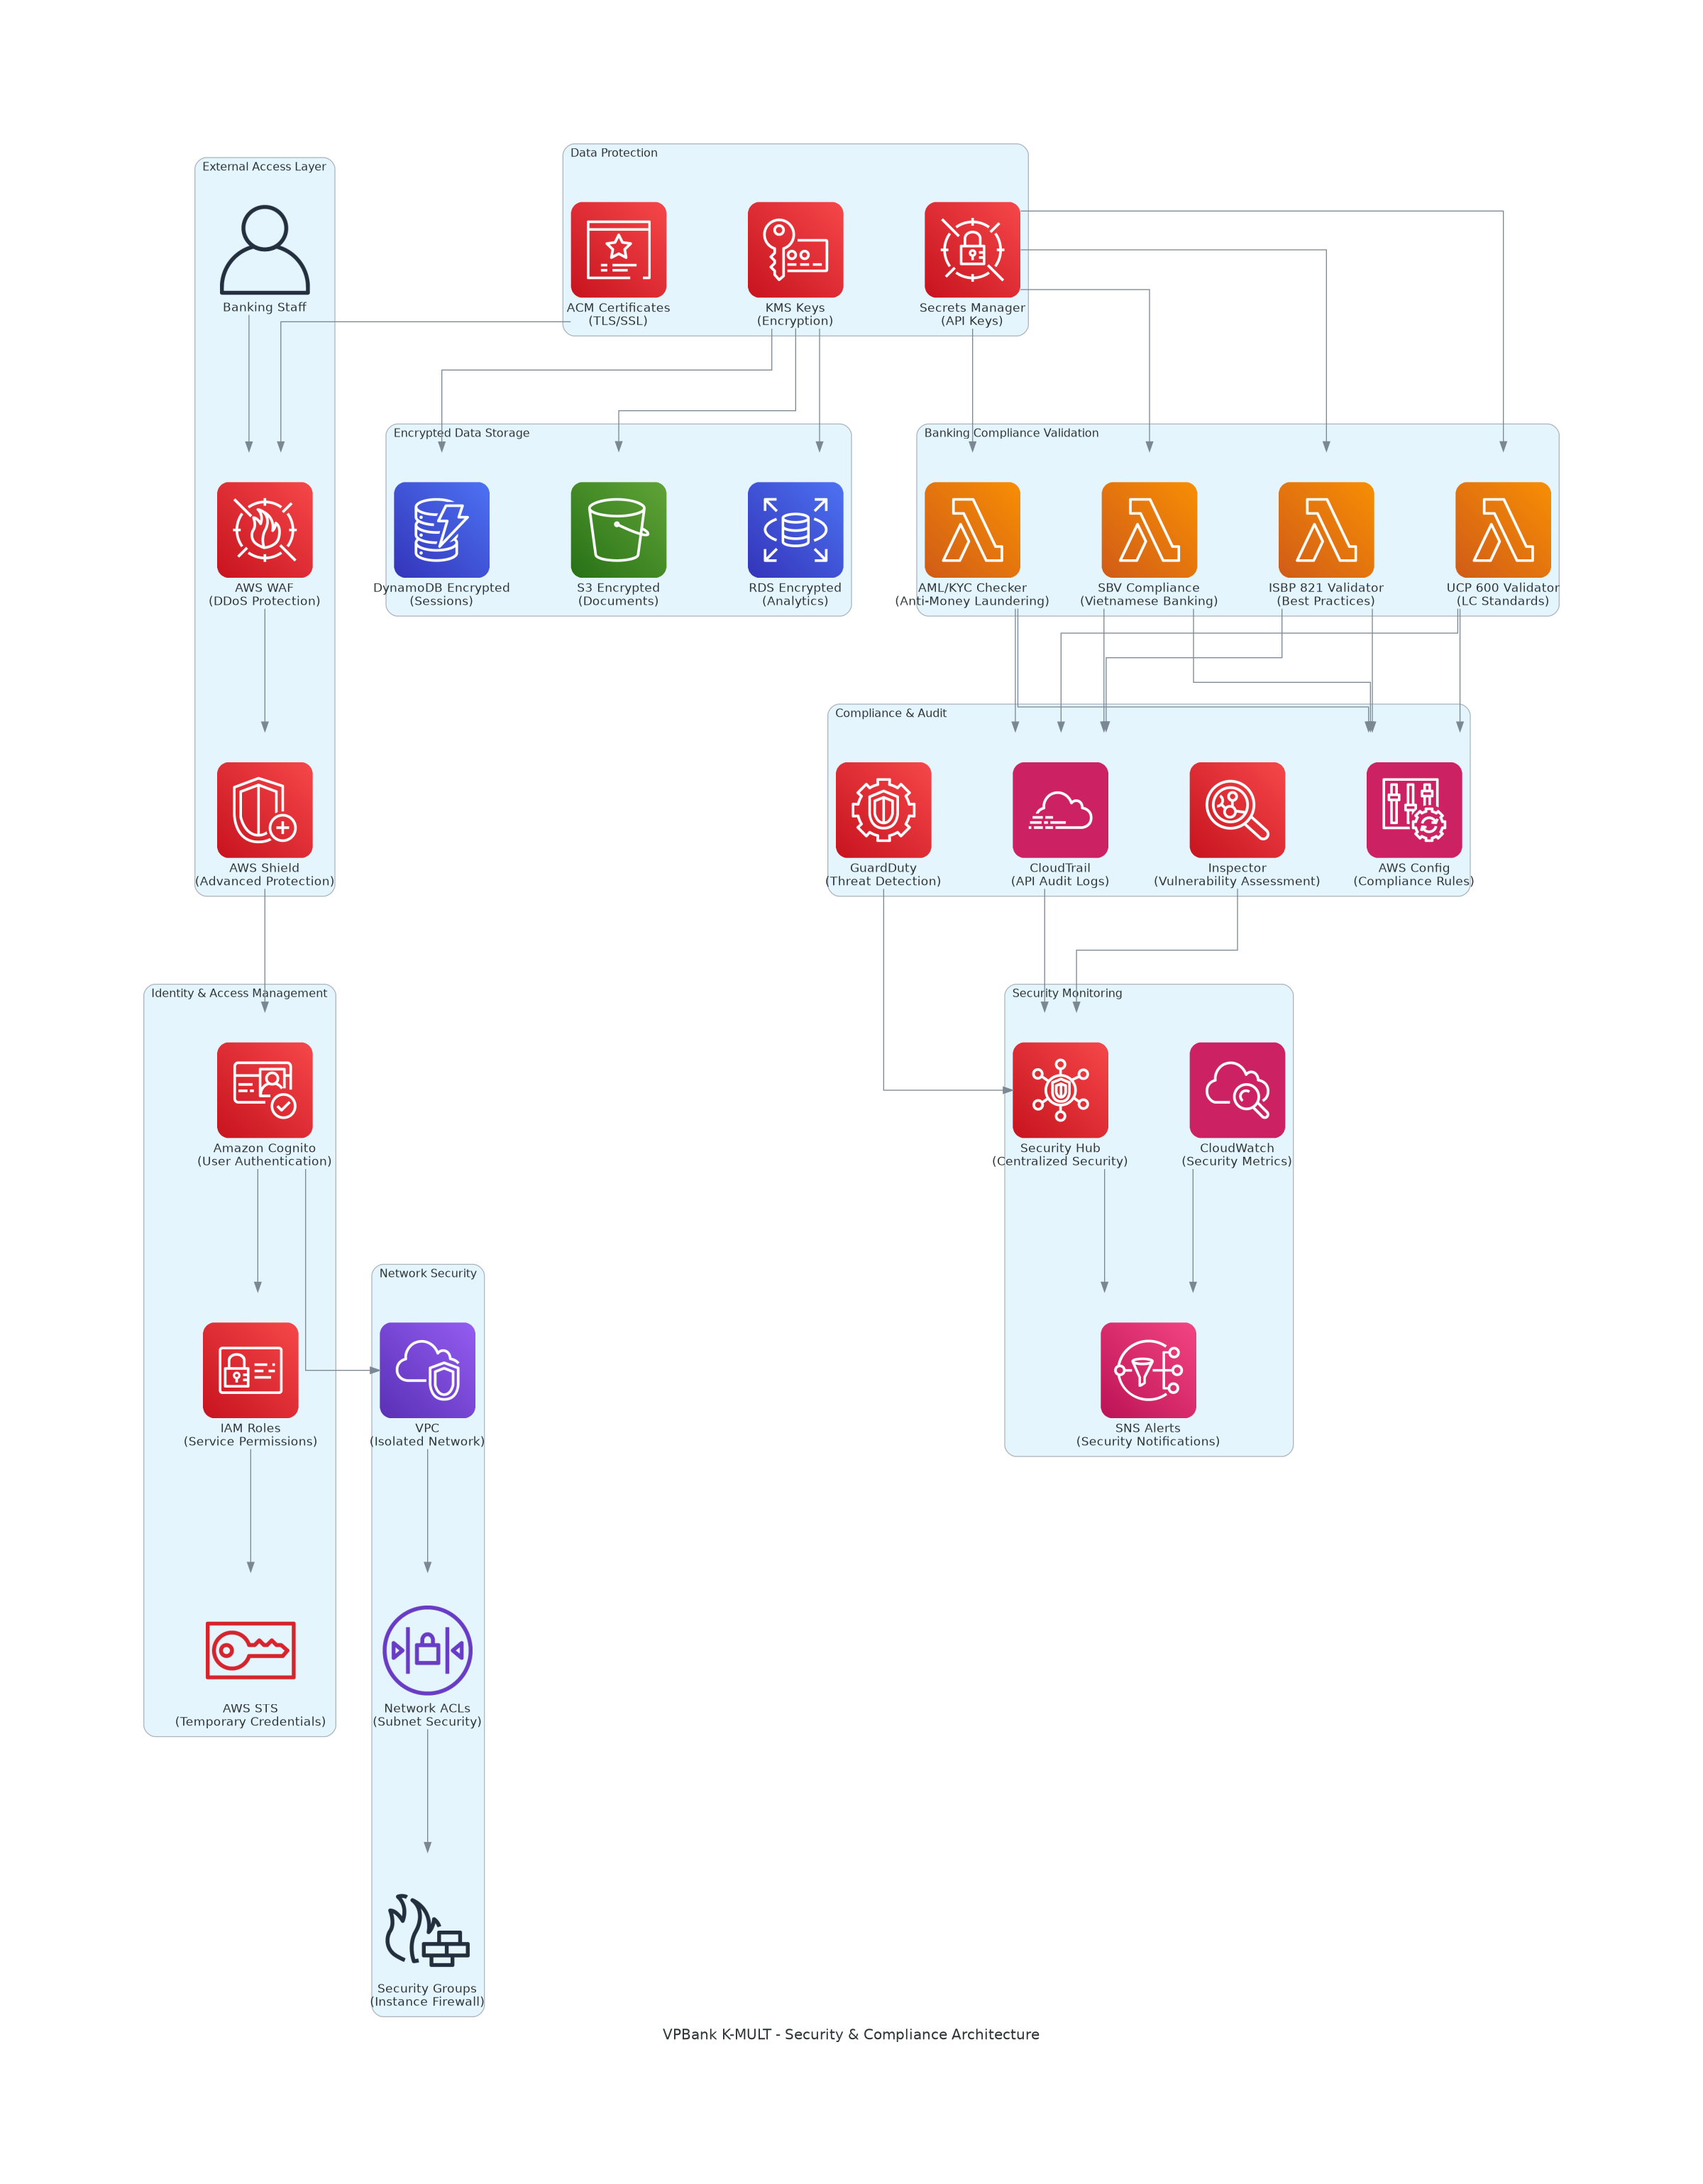 External Access Layer
Banking Staff
AWS WAF
(DDoS Protection)
AWS Shield
(Advanced Protection)
Data Protection
ACM Certificates
(TLS/SSL)
KMS Keys
(Encryption)
Secrets Manager
(API Keys)
Encrypted Data Storage
DynamoDB Encrypted
(Sessions)
S3 Encrypted
(Documents)
RDS Encrypted
(Analytics)
Banking Compliance Validation
AML/KYC Checker
(Anti-Money Laundering)
SBV Compliance
(Vietnamese Banking)
ISBP 821 Validator
(Best Practices)
UCP 600 Validator
(LC Standards)
Compliance & Audit
GuardDuty
(Threat Detection)
CloudTrail
(API Audit Logs)
Inspector
(Vulnerability Assessment)
AWS Config
(Compliance Rules)
Identity & Access Management
Amazon Cognito
(User Authentication)
IAM Roles
(Service Permissions)
AWS STS
(Temporary Credentials)
Security Monitoring
Security Hub
(Centralized Security)
CloudWatch
(Security Metrics)
SNS Alerts
(Security Notifications)
Network Security
VPC
(Isolated Network)
Network ACLs
(Subnet Security)
Security Groups
(Instance Firewall)
VPBank K-MULT - Security & Compliance Architecture